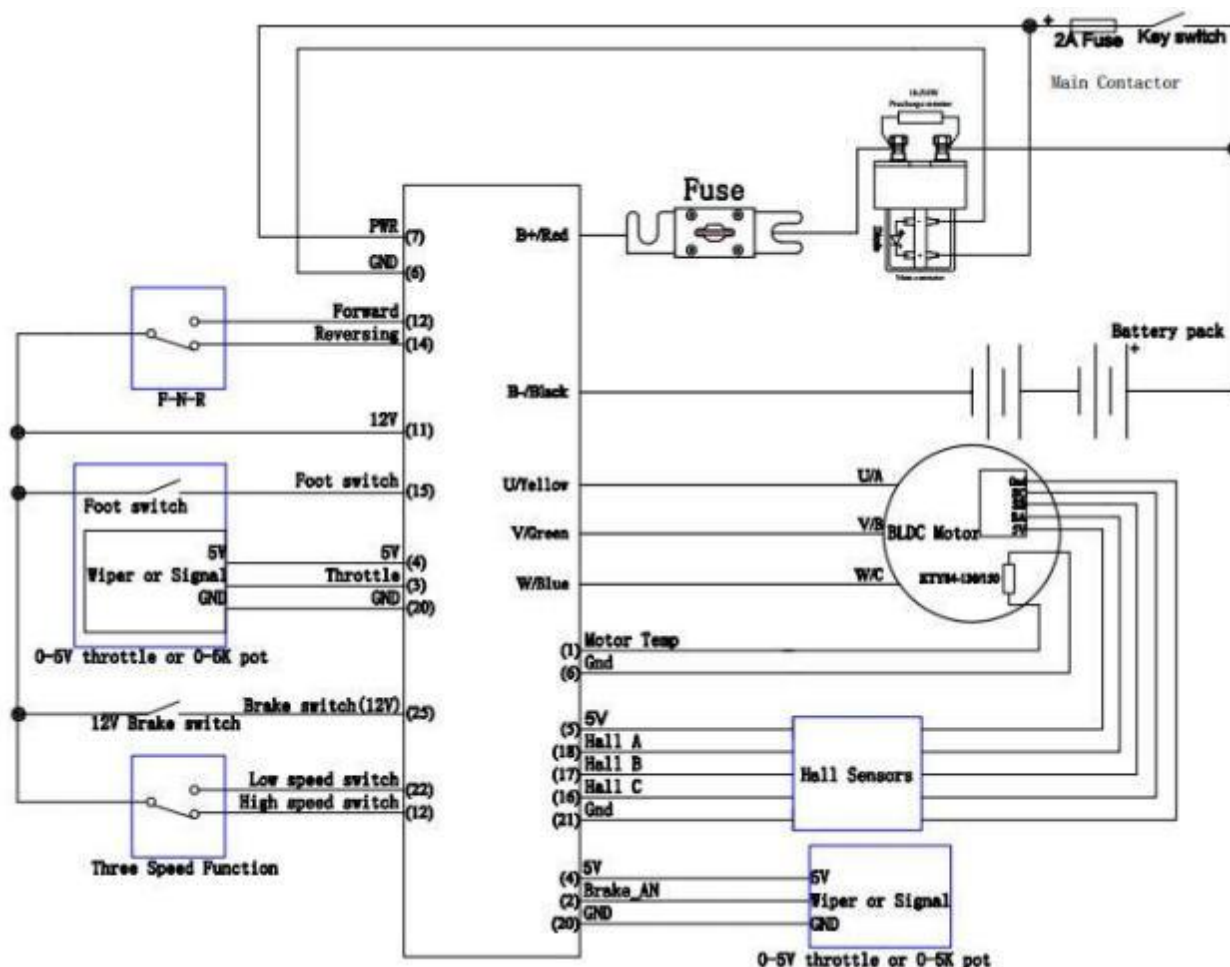 +
2A Fuse
Key switch
Main Contactor
Fuse
PWR
(7)
GND
(6)
B+/Red
Diode
Forward
(12)
Reversing
(14)
F-N-R
Battery pack
+
B-/Black
12V
(11)
Foot switch
(15)
Foot switch
U/Yellow
U/A
V/Green
V/B
BLDC Motor
5V
5V
(4)
Wiper or Signal
Throttle
(3)
GND
GND
(20)
W/Blue
W/C
KTY84-130/150
0-5V throttle or 0-5K pot
(1)
Motor Temp
(6)
Gnd
Brake switch(12V)
(25)
12V Brake switch
(5)
5V
(18)
Hall A
(17)
Hall B
(16)
Hall C
(21)
Gnd
Hall Sensors
Low speed switch
(22)
High speed switch
(12)
Three Speed Function
(4)
5V
5V
(2)
Brake_AN
Wiper or Signal
(20)
GND
GND
0-5V throttle or 0-5K pot